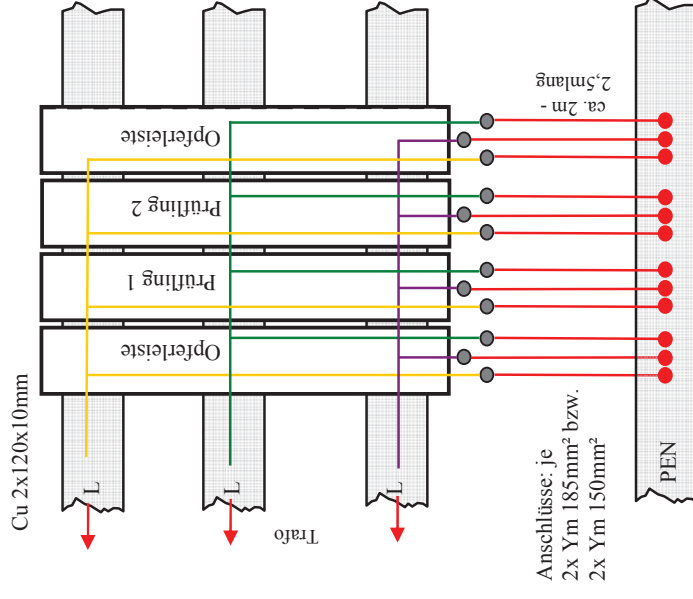 Cu 2x120x10mm
L
L
L
Trafo
Opferleiste
Prüfling 1
Prüfling 2
Opferleiste
ca. 2m -
2,5mlang
Anschlüsse: je
2x Ym 185mm² bzw.
2x Ym 150mm²
PEN